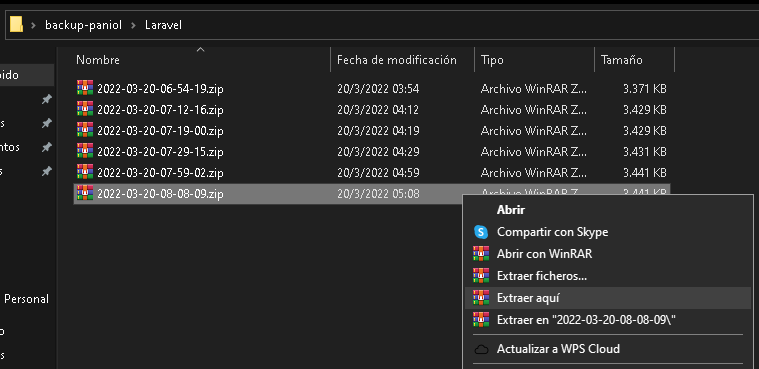 backup-paniol > Laravel
Nombre Fecha de modificación Tipo Tamaño
pido
2022-03-20-06-54-19.zip 20/3/2022 03:54 Archivo WinRAR Z... 3.371 KB
2022-03-20-07-12-16.zip 20/3/2022 04:12 Archivo WinRAR Z... 3.429 KB
s
2022-03-20-07-19-00.zip 20/3/2022 04:19 Archivo WinRAR Z... 3.429 KB
ntos
2022-03-20-07-29-15.zip 20/3/2022 04:29 Archivo WinRAR Z... 3.431 KB
s
2022-03-20-07-59-02.zip 20/3/2022 04:59 Archivo WinRAR Z... 3.441 KB
2022-03-20-08-08-09.zip 20/3/2022 05:08 Archivo WinRAR Z... 3.441 KB
Abrir
Compartir con Skype
Abrir con WinRAR
Extraer ficheros...
Extraer aquí
Personal
Extraer en "2022-03-20-08-08-09\"
o
Actualizar a WPS Cloud
s